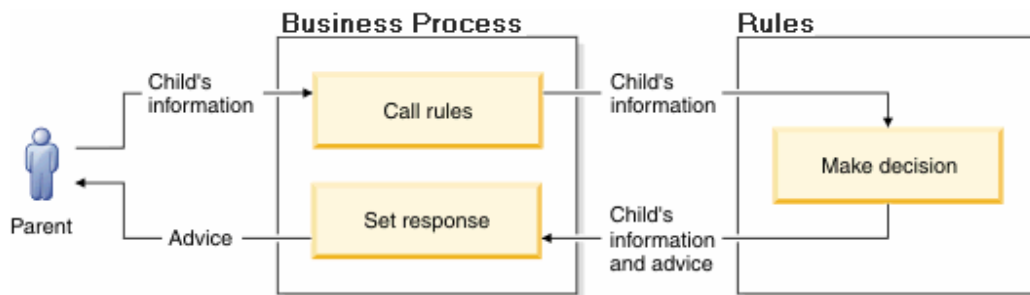 Business Process
Rules
Child's
information
Call rules
Child's
information
Make decision
Parent
Advice
Set response
Child's
information
and advice